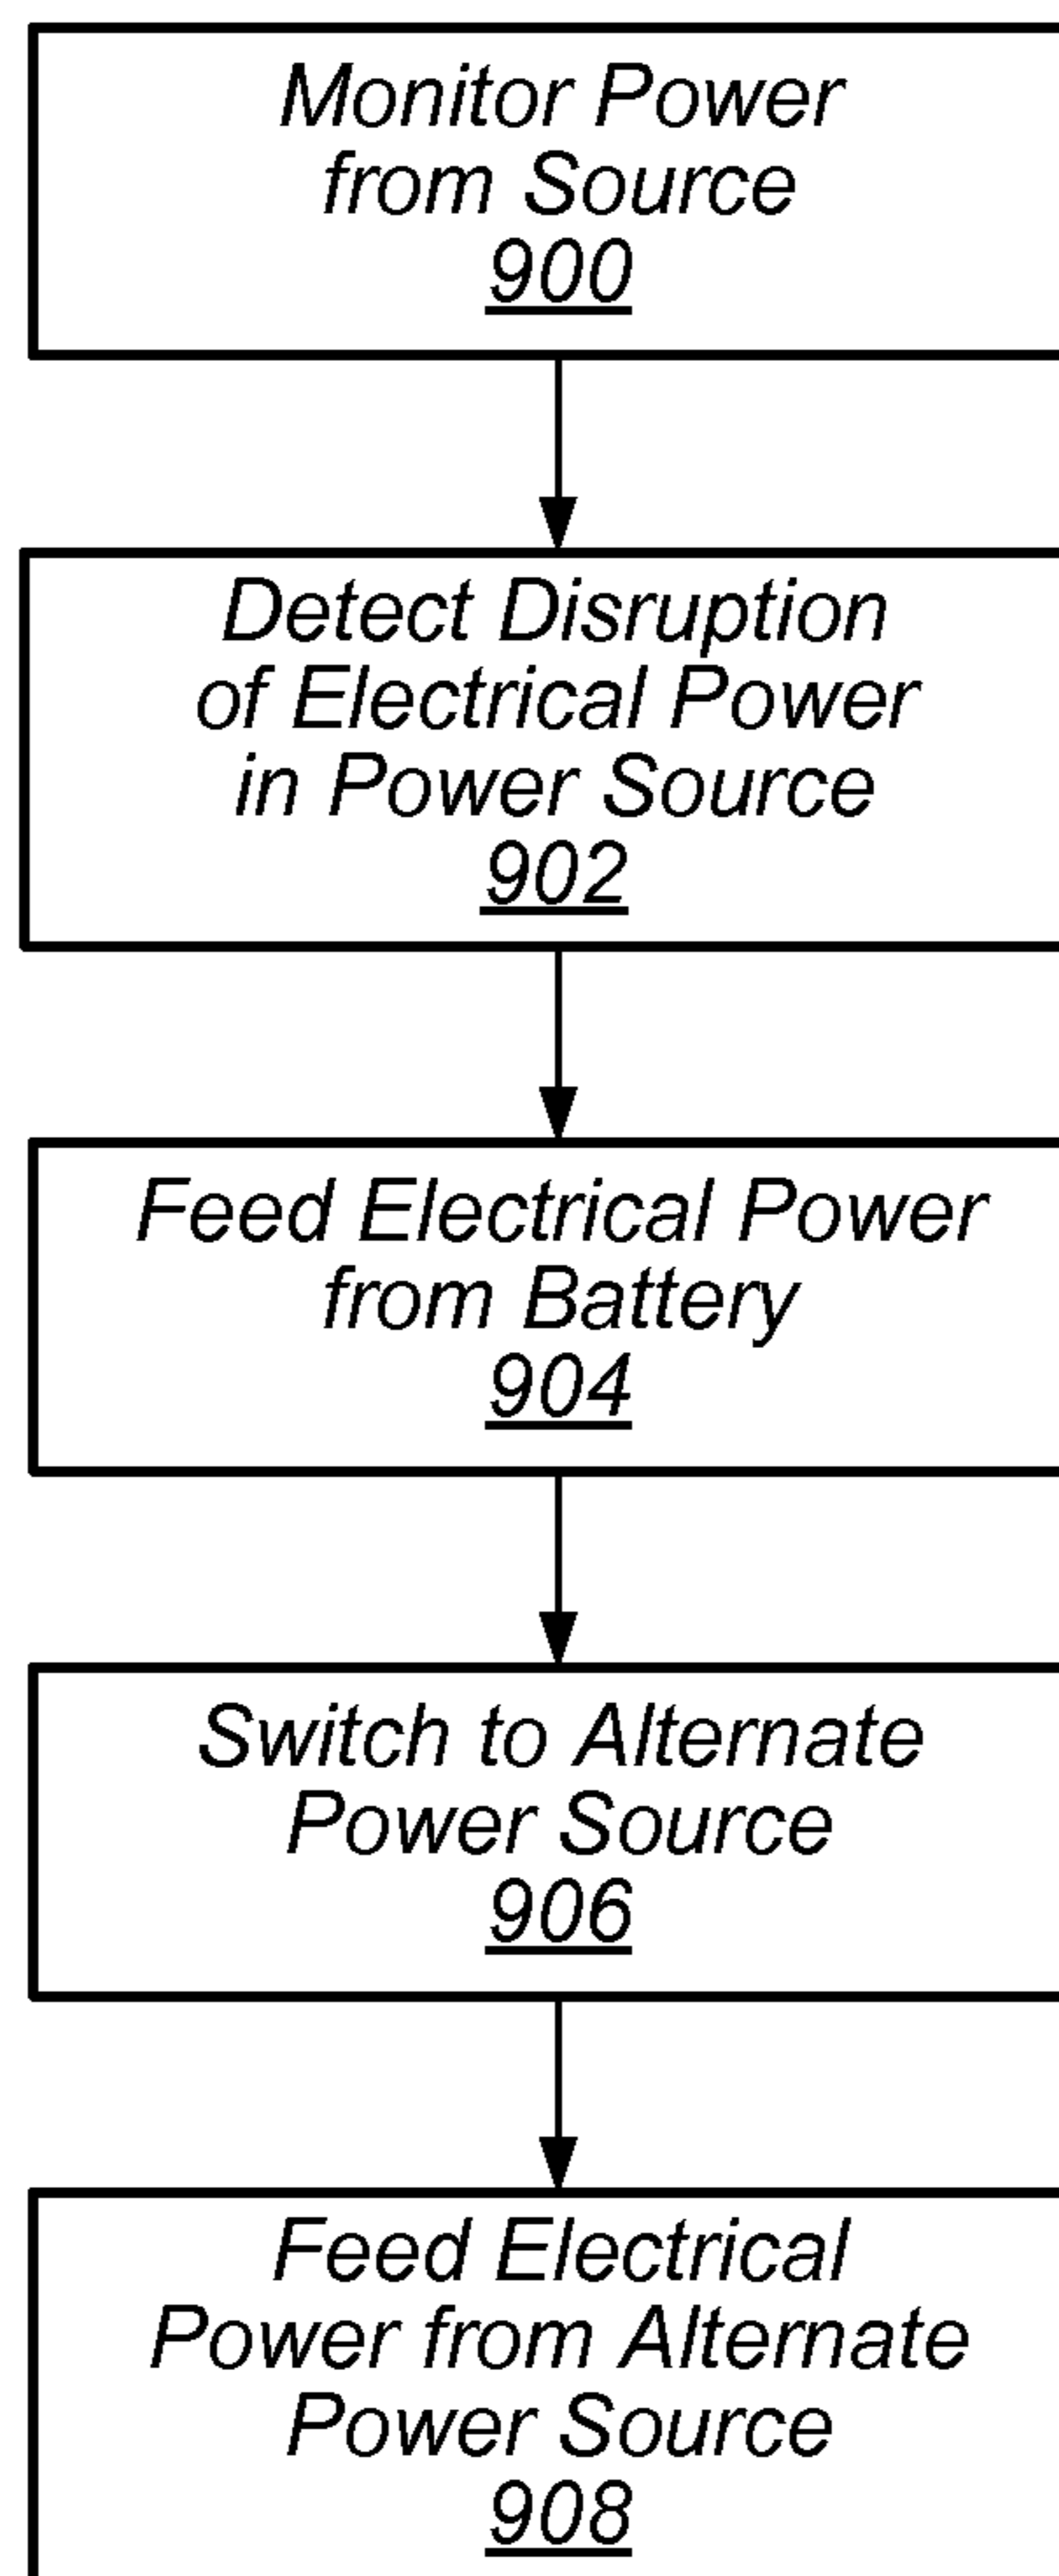 Monitor Power
from Source
900
Detect Disruption
of Electrical Power
in Power Source
902
Feed Electrical Power
from Battery
904
Switch to Alternate
Power Source
906
Feed Electrical
Power from Alternate
Power Source
908